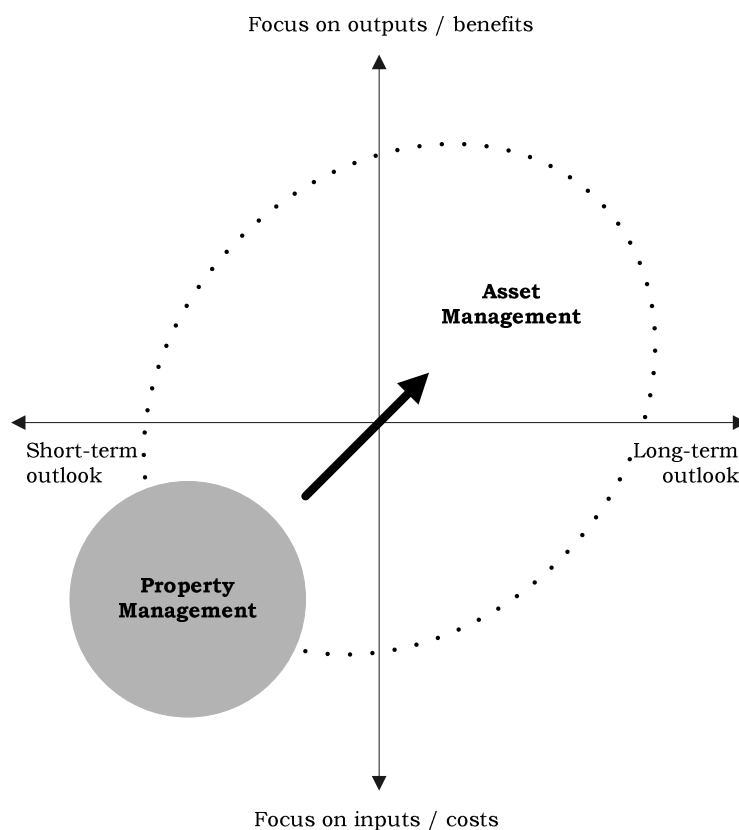 Focus on outputs / benefits
Asset
Management
Short-term
outlook
Long-term
outlook
Property
Management
Focus on inputs / costs